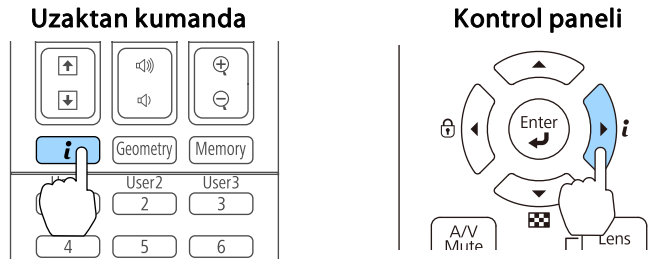 Uzaktan kumanda
Kontrol paneli
i
Geometry
Memory
User2
User3
2
3
4
5
6
Enter
i
A/V
Mute
Lens